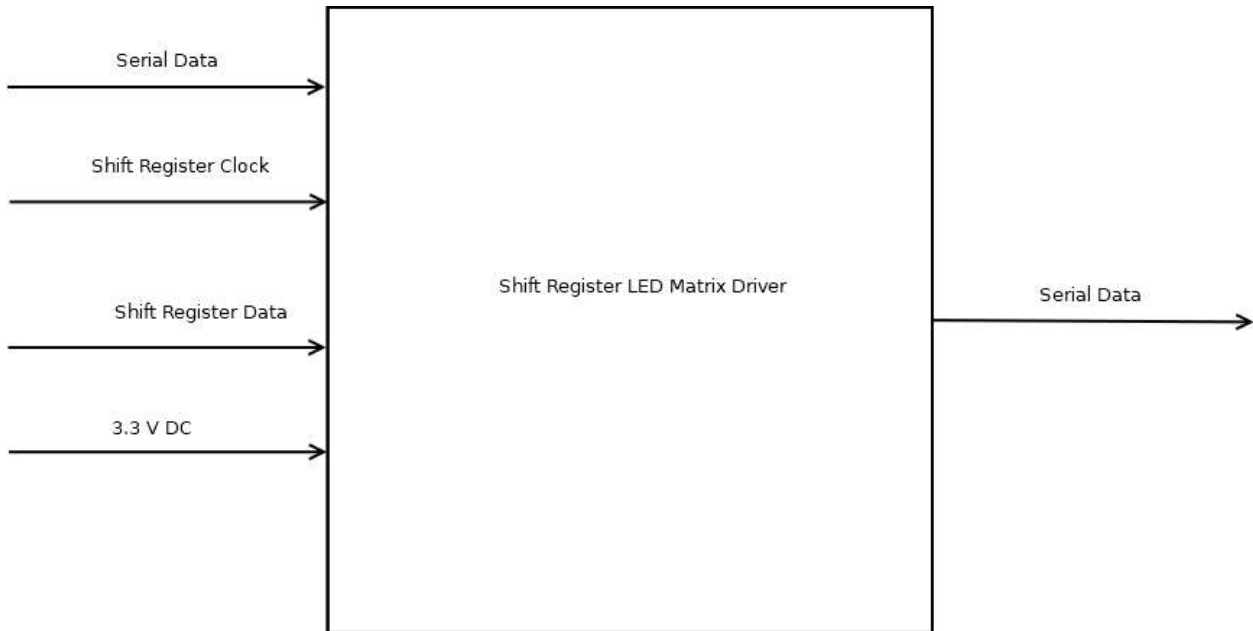 Serial Data
Shift Register Clock
Shift Register Data
3.3 V DC
Shift Register LED Matrix Driver
Serial Data